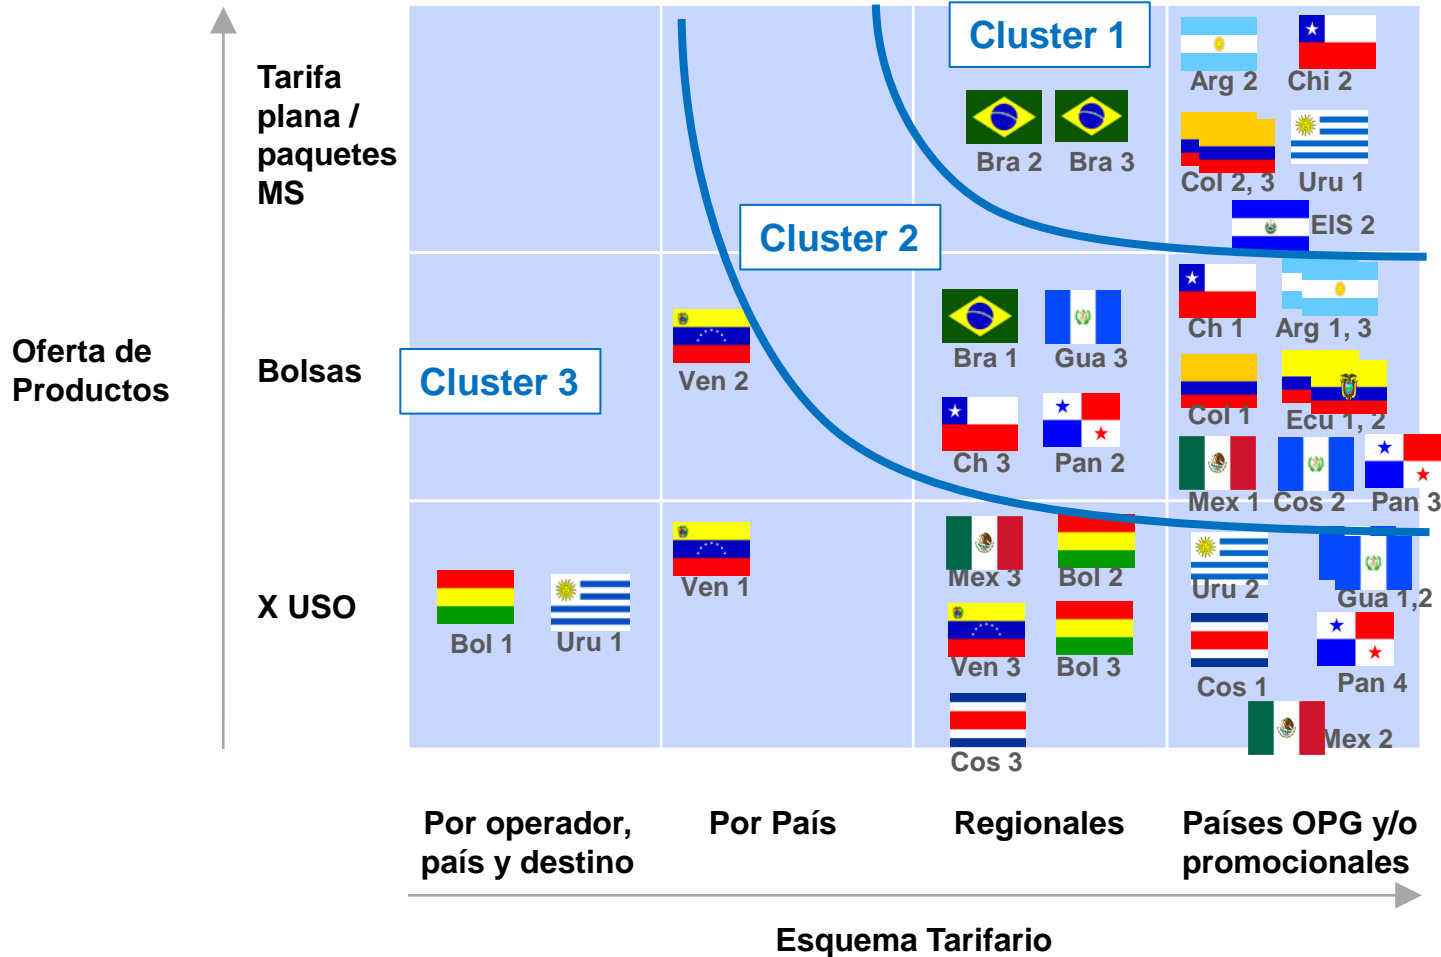 Cluster 1
Tarifa
plana /
paquetes
MS
Arg 2
Chi 2
Bra 2
Bra 3
Col 2, 3
Uru 1
ElS 2
Cluster 2
Oferta de
Productos
Bolsas
Cluster 3
Ven 2
Bra 1
Gua 3
Ch 1
Arg 1, 3
Ch 3
Pan 2
Col 1
Ecu 1, 2
Mex 1
Cos 2
Pan 3
X USO
Bol 1
Uru 1
Ven 1
Mex 3
Bol 2
Uru 2
Gua 1,2
Ven 3
Bol 3
Cos 1
Pan 4
Cos 3
Mex 2
Por operador,
país y destino
Por País
Regionales
Países OPG y/o
promocionales
Esquema Tarifario